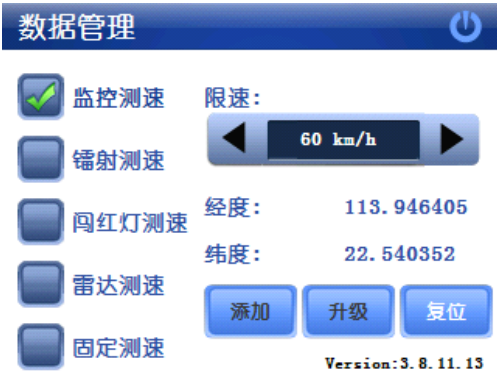 数据管理
监控测速
限速：
60 km/h
镭射测速
闯红灯测速
经度： 113.946405
纬度： 22.540352
雷达测速
添加 升级 复位
固定测速
Version:3.8.11.13